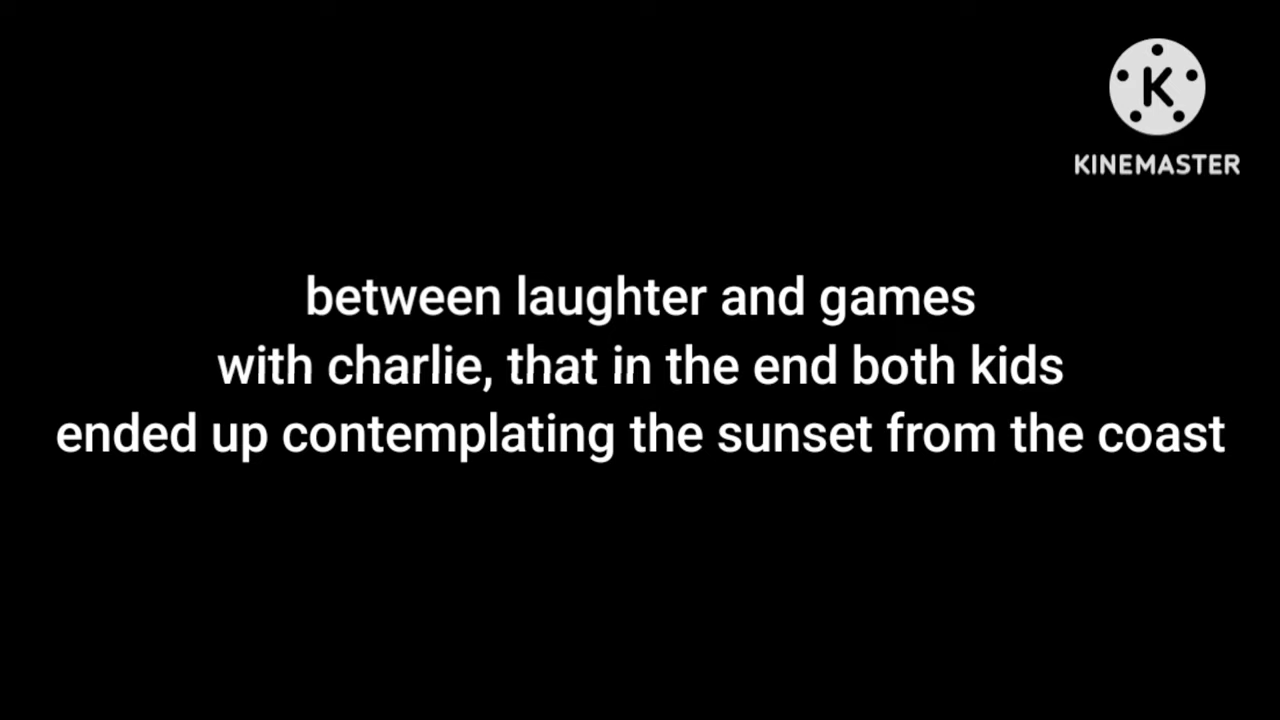 K
KINEMASTER
between laughter and games
with charlie, that in the end both kids
ended up contemplating the sunset from the coast